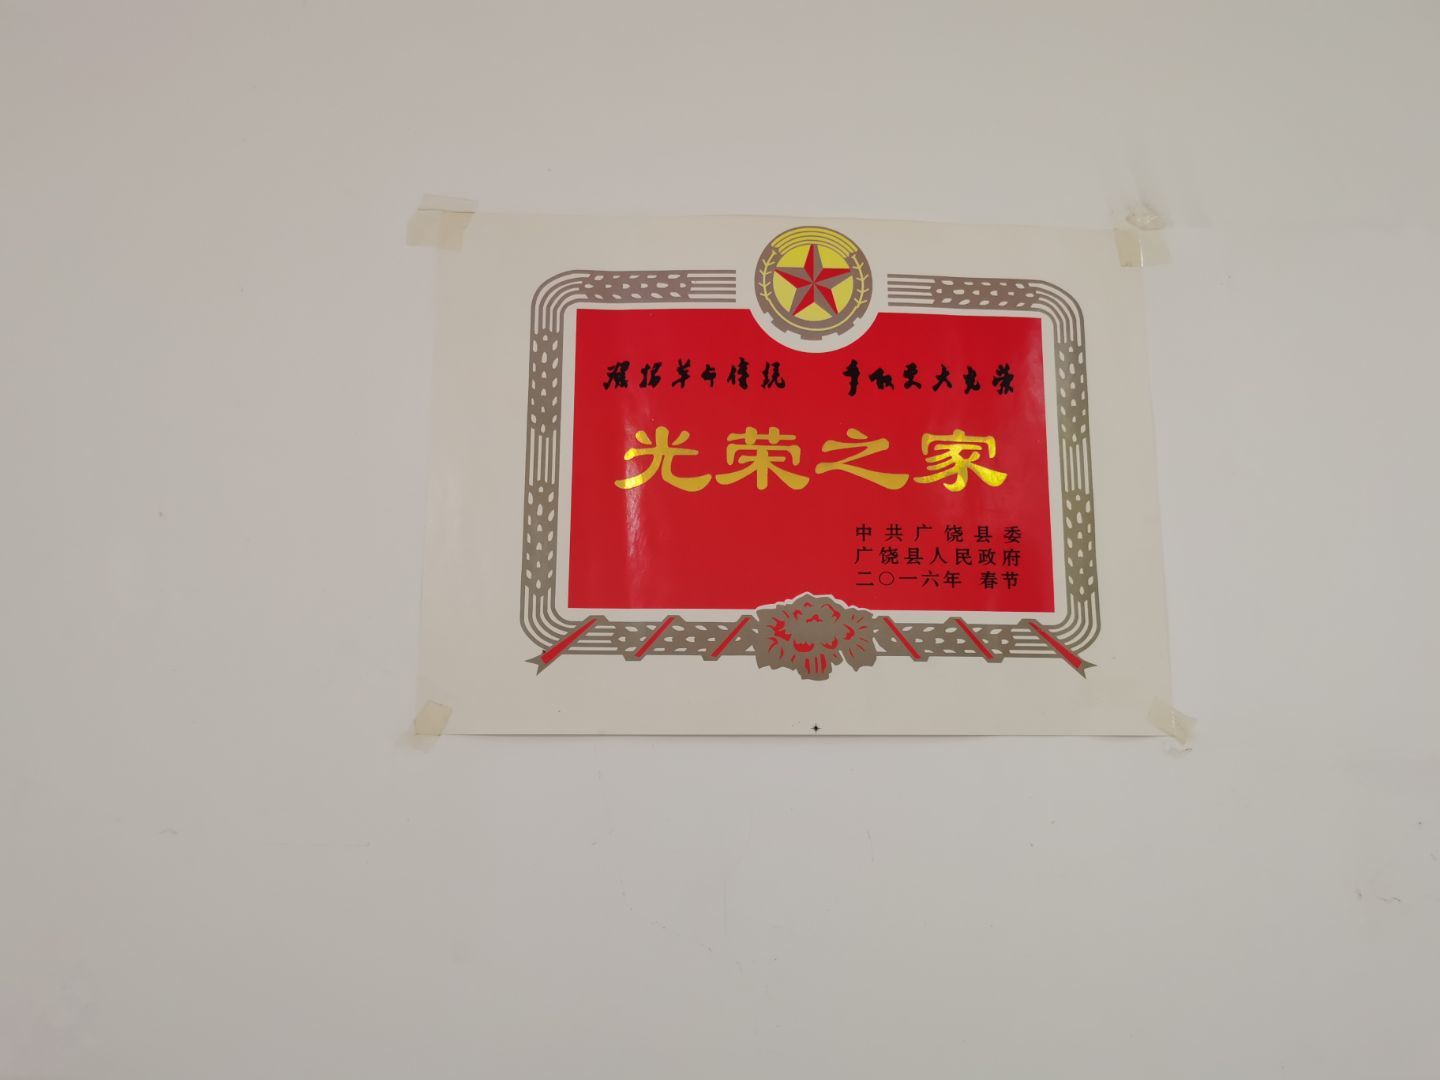 发扬革命传统 争取更大光荣
光荣之家
中共广饶县委
广饶县人民政府
二〇一六年 春节